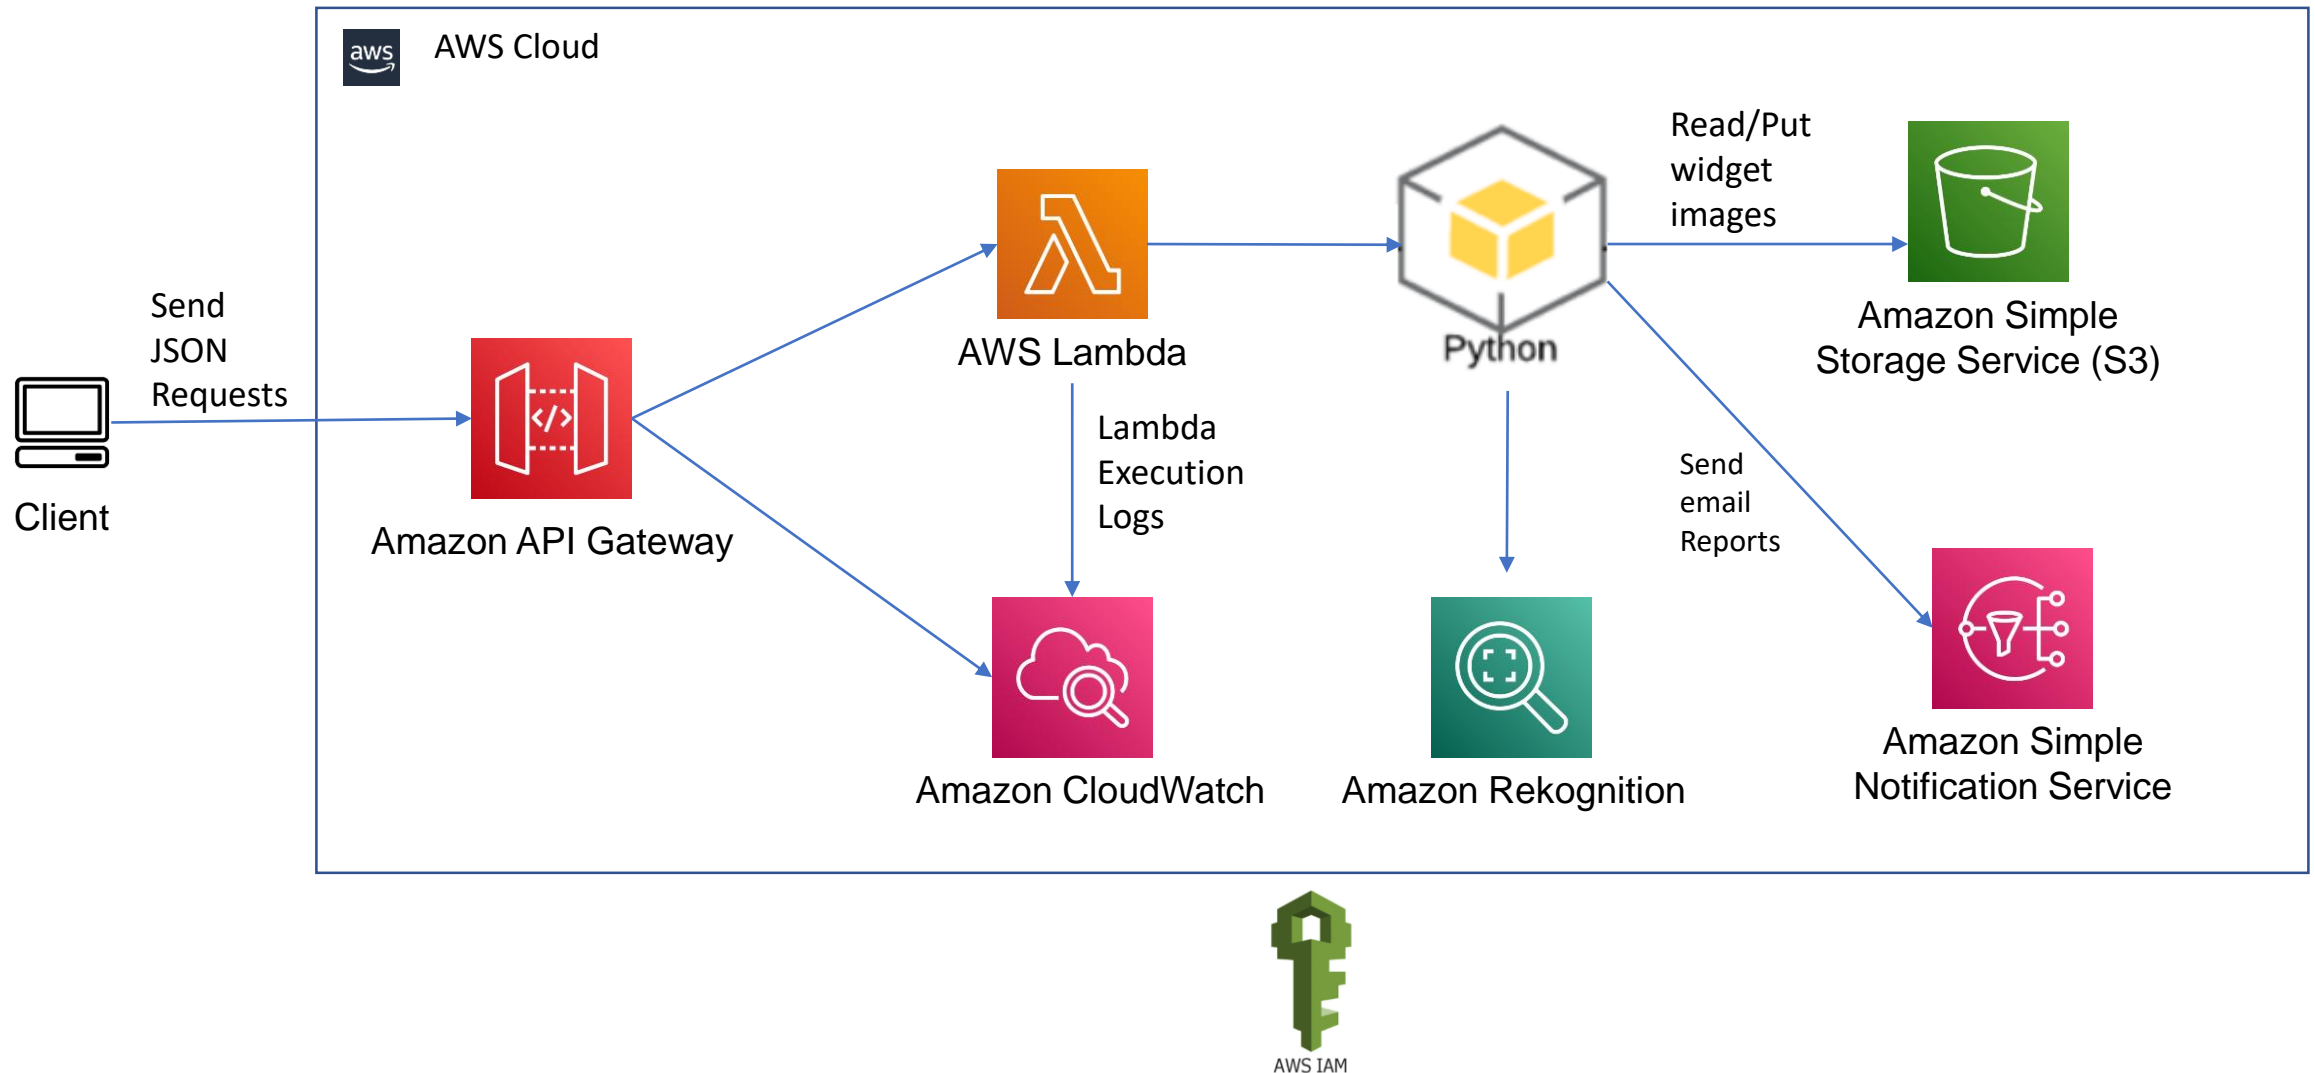 aws
AWS Cloud
Read/Put
widget
images
Send
JSON
Requests
Client
</>
Amazon API Gateway
AWS Lambda
Lambda
Execution
Logs
Python
Amazon Simple
Storage Service (S3)
Send
email
Reports
Amazon CloudWatch
Amazon Rekognition
Amazon Simple
Notification Service
AWS IAM